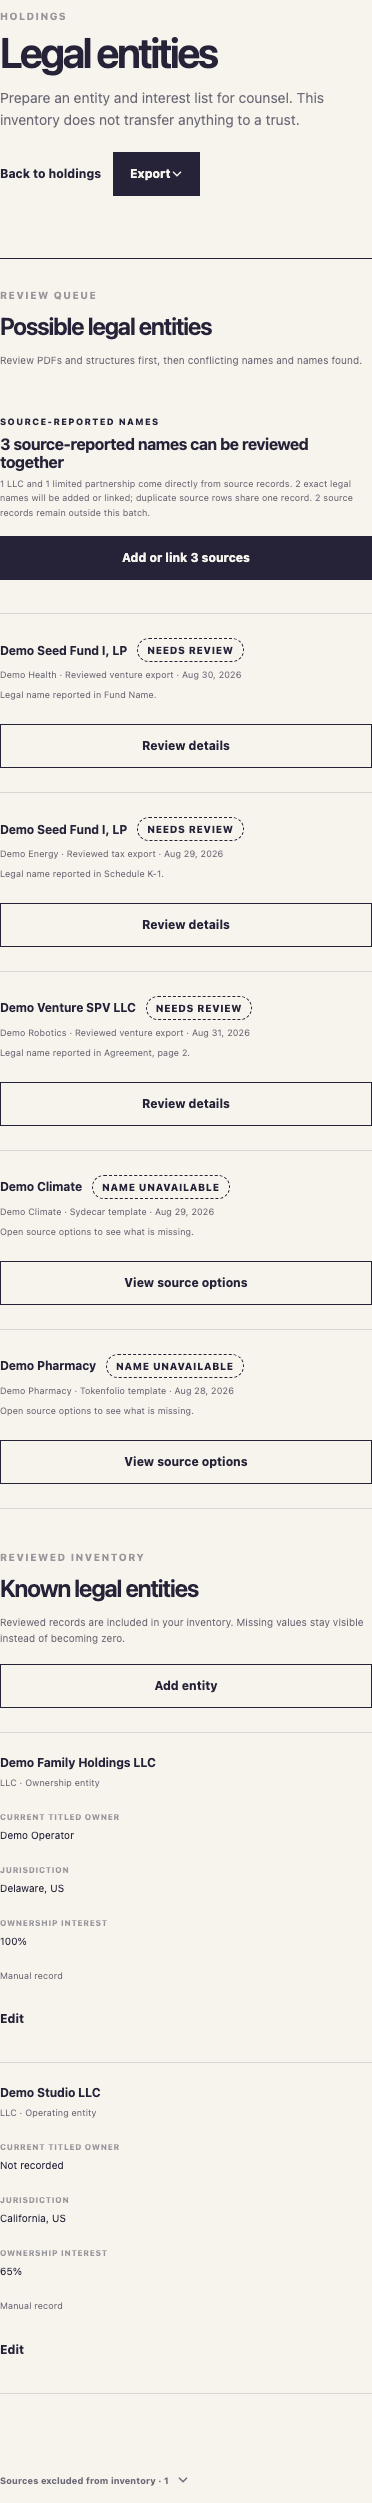 HOLDINGS
Legal entities
Prepare an entity and interest list for counsel. This
inventory does not transfer anything to a trust.
Back to holdings
Export
REVIEW QUEUE
Possible legal entities
Review PDFs and structures first, then conflicting names and names found.
SOURCE-REPORTED NAMES
3 source-reported names can be reviewed
together
1 LLC and 1 limited partnership come directly from source records. 2 exact legal
names will be added or linked; duplicate source rows share one record. 2 source
records remain outside this batch.
Add or link 3 sources
Demo Seed Fund I, LP NEEDS REVIEW
Demo Health · Reviewed venture export · Aug 30, 2026
Legal name reported in Fund Name.
Review details
Demo Seed Fund I, LP NEEDS REVIEW
Demo Energy · Reviewed tax export · Aug 29, 2026
Legal name reported in Schedule K-1.
Review details
Demo Venture SPV LLC NEEDS REVIEW
Demo Robotics · Reviewed venture export · Aug 31, 2026
Legal name reported in Agreement, page 2.
Review details
Demo Climate NAME UNAVAILABLE
Demo Climate · Sydecar template · Aug 29, 2026
Open source options to see what is missing.
View source options
Demo Pharmacy NAME UNAVAILABLE
Demo Pharmacy · Tokenfolio template · Aug 28, 2026
Open source options to see what is missing.
View source options
REVIEWED INVENTORY
Known legal entities
Reviewed records are included in your inventory. Missing values stay visible
instead of becoming zero.
Add entity
Demo Family Holdings LLC
LLC · Ownership entity
CURRENT TITLED OWNER
Demo Operator
JURISDICTION
Delaware, US
OWNERSHIP INTEREST
100%
Manual record
Edit
Demo Studio LLC
LLC · Operating entity
CURRENT TITLED OWNER
Not recorded
JURISDICTION
California, US
OWNERSHIP INTEREST
65%
Manual record
Edit
Sources excluded from inventory · 1